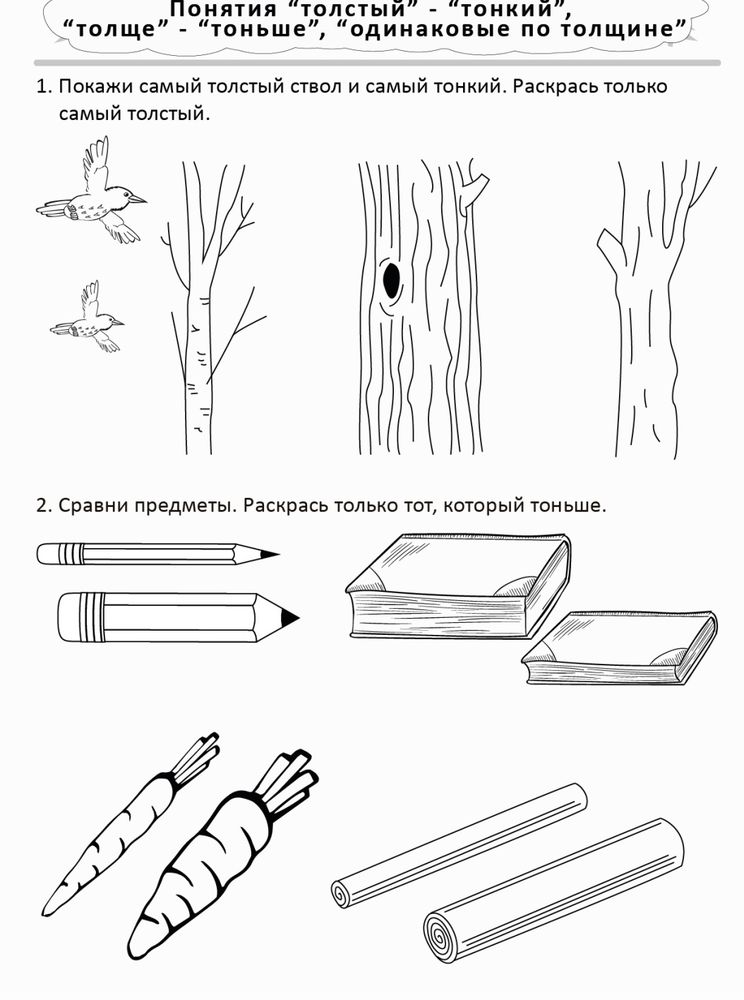 Понятия “толстый” - “тонкий”,
“толще” - “тоньше”, “одинаковые по толщине”
1. Покажи самый толстый ствол и самый тонкий. Раскрась только
самый толстый.
2. Сравни предметы. Раскрась только тот, который тоньше.